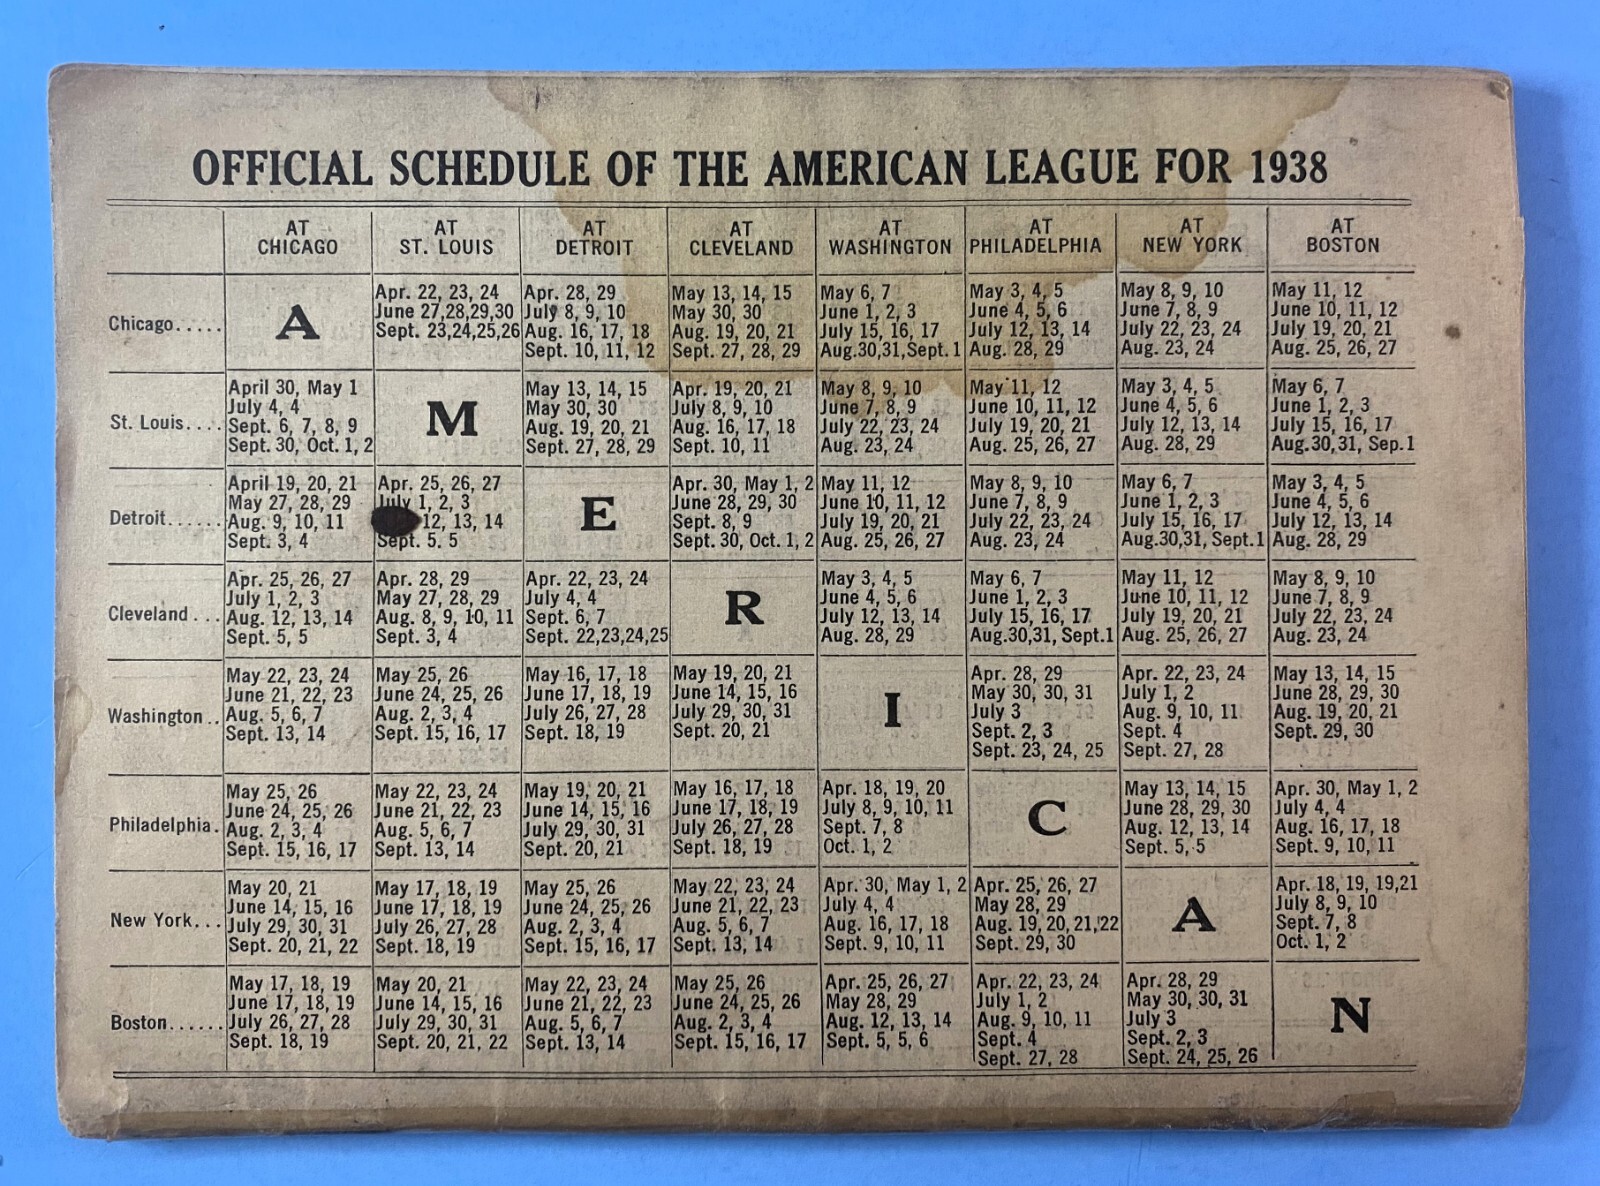 OFFICIAL SCHEDULE OF THE AMERICAN LEAGUE FOR 1938
AT CHICAGO
AT ST. LOUIS
AT DETROIT
AT CLEVELAND
AT WASHINGTON
AT PHILADELPHIA
AT NEW YORK
AT BOSTON
Chicago.....
A
Apr. 22, 23, 24
June 27,28,29,30
Sept. 23,24,25,26
Apr. 28, 29
July 8, 9, 10
Aug. 16, 17, 18
Sept. 10, 11, 12
May 13, 14, 15
May 30, 30
Aug. 19, 20, 21
Sept. 27, 28, 29
May 6, 7
June 1, 2, 3
July 15, 16, 17
Aug.30,31,Sept.1
May 3, 4, 5
June 4, 5, 6
July 12, 13, 14
Aug. 28, 29
May 8, 9, 10
June 7, 8, 9
July 22, 23, 24
Aug. 23, 24
May 11, 12
June 10, 11, 12
July 19, 20, 21
Aug. 25, 26, 27
St. Louis....
April 30, May 1
July 4, 4
Sept. 6, 7, 8, 9
Sept. 30, Oct. 1, 2
M
May 13, 14, 15
May 30, 30
Aug. 19, 20, 21
Sept. 27, 28, 29
Apr. 19, 20, 21
July 8, 9, 10
Aug. 16, 17, 18
Sept. 10, 11
May 8, 9, 10
June 7, 8, 9
July 22, 23, 24
Aug. 23, 24
May 11, 12
June 10, 11, 12
July 19, 20, 21
Aug. 25, 26, 27
May 3, 4, 5
June 4, 5, 6
July 12, 13, 14
Aug. 28, 29
May 6, 7
June 1, 2, 3
July 15, 16, 17
Aug.30,31, Sep.1
Detroit......
April 19, 20, 21
May 27, 28, 29
Aug. 9, 10, 11
Sept. 3, 4
Apr. 25, 26, 27
July 1, 2, 3
12, 13, 14
Sept. 5. 5
E
Apr. 30, May 1, 2
June 28, 29, 30
Sept. 8, 9
Sept. 30, Oct. 1, 2
May 11, 12
June 10, 11, 12
July 19, 20, 21
Aug. 25, 26, 27
May 8, 9, 10
June 7, 8, 9
July 22, 23, 24
Aug. 23, 24
May 6, 7
June 1, 2, 3
July 15, 16, 17
Aug.30,31, Sept.1
May 3, 4, 5
June 4, 5, 6
July 12, 13, 14
Aug. 28, 29
Cleveland ...
Apr. 25, 26, 27
July 1, 2, 3
Aug. 12, 13, 14
Sept. 5, 5
Apr. 28, 29
May 27, 28, 29
Aug. 8, 9, 10, 11
Sept. 3, 4
Apr. 22, 23, 24
July 4, 4
Sept. 6, 7
Sept. 22,23,24,25
R
May 3, 4, 5
June 4, 5, 6
July 12, 13, 14
Aug. 28, 29
May 6, 7
June 1, 2, 3
July 15, 16, 17
Aug.30,31, Sept.1
May 11, 12
June 10, 11, 12
July 19, 20, 21
Aug. 25, 26, 27
May 8, 9, 10
June 7, 8, 9
July 22, 23, 24
Aug. 23, 24
Washington ..
May 22, 23, 24
June 21, 22, 23
Aug. 5, 6, 7
Sept. 13, 14
May 25, 26
June 24, 25, 26
Aug. 2, 3, 4
Sept. 15, 16, 17
May 16, 17, 18
June 17, 18, 19
July 26, 27, 28
Sept. 18, 19
May 19, 20, 21
June 14, 15, 16
July 29, 30, 31
Sept. 20, 21
I
Apr. 28, 29
May 30, 30, 31
July 3
Sept. 2, 3
Sept. 23, 24, 25
Apr. 22, 23, 24
July 1, 2
Aug. 9, 10, 11
Sept. 4
Sept. 27, 28
May 13, 14, 15
June 28, 29, 30
Aug. 19, 20, 21
Sept. 29, 30
Philadelphia.
May 25, 26
June 24, 25, 26
Aug. 2, 3, 4
Sept. 15, 16, 17
May 22, 23, 24
June 21, 22, 23
Aug. 5, 6, 7
Sept. 13, 14
May 19, 20, 21
June 14, 15, 16
July 29, 30, 31
Sept. 20, 21
May 16, 17, 18
June 17, 18, 19
July 26, 27, 28
Sept. 18, 19
Apr. 18, 19, 20
July 8, 9, 10, 11
Sept. 7, 8
Oct. 1, 2
C
May 13, 14, 15
June 28, 29, 30
Aug. 12, 13, 14
Sept. 5, 5
Apr. 30, May 1, 2
July 4, 4
Aug. 16, 17, 18
Sept. 9, 10, 11
New York...
May 20, 21
June 14, 15, 16
July 29, 30, 31
Sept. 20, 21, 22
May 17, 18, 19
June 17, 18, 19
July 26, 27, 28
Sept. 18, 19
May 25, 26
June 24, 25, 26
Aug. 2, 3, 4
Sept. 15, 16, 17
May 22, 23, 24
June 21, 22, 23
Aug. 5, 6, 7
Sept. 13, 14
Apr. 30, May 1, 2
July 4, 4
Aug. 16, 17, 18
Sept. 9, 10, 11
Apr. 25, 26, 27
May 28, 29
Aug. 19, 20, 21, 22
Sept. 29, 30
A
Apr. 18, 19, 19,21
July 8, 9, 10
Sept. 7, 8
Oct. 1, 2
Boston......
May 17, 18, 19
June 17, 18, 19
July 26, 27, 28
Sept. 18, 19
May 20, 21
June 14, 15, 16
July 29, 30, 31
Sept. 20, 21, 22
May 22, 23, 24
June 21, 22, 23
Aug. 5, 6, 7
Sept. 13, 14
May 25, 26
June 24, 25, 26
Aug. 2, 3, 4
Sept. 15, 16, 17
Apr. 25, 26, 27
May 28, 29
Aug. 12, 13, 14
Sept. 5, 5, 6
Apr. 22, 23, 24
July 1, 2
Aug. 9, 10, 11
Sept. 4
Sept. 27, 28
Apr. 28, 29
May 30, 30, 31
July 3
Sept. 2, 3
Sept. 24, 25, 26
N